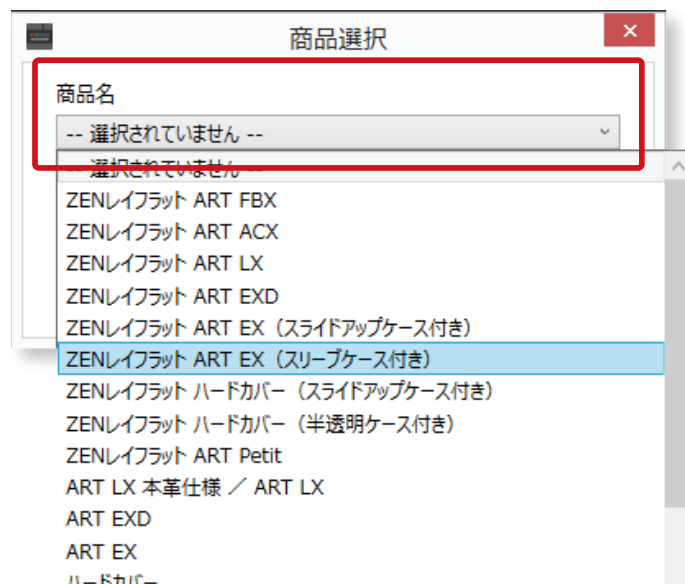 商品選択
商品名
-- 選択されていません --
-- 選択されていません --
ZENレイフラット ART FBX
ZENレイフラット ART ACX
ZENレイフラット ART LX
ZENレイフラット ART EXD
ZENレイフラット ART EX（スライドアップケース付き）
ZENレイフラット ART EX（スリーブケース付き）
ZENレイフラット ハードカバー（スライドアップケース付き）
ZENレイフラット ハードカバー（半透明ケース付き）
ZENレイフラット ART Petit
ART LX 本革仕様 ／ ART LX
ART EXD
ART EX
ハードカバー